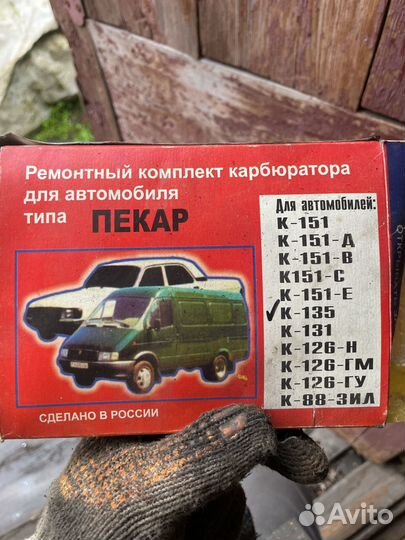 Ремонтный комплект карбюратора
для автомобиля
типа ПЕКАР
Для автомобилей:
К-151
К-151-Д
К-151-В
К151-С
К-151-Е
К-135
К-131
К-126-Н
К-126-ГМ
К-126-ГУ
К-88-ЗИЛ
СДЕЛАНО В РОССИИ
Avito